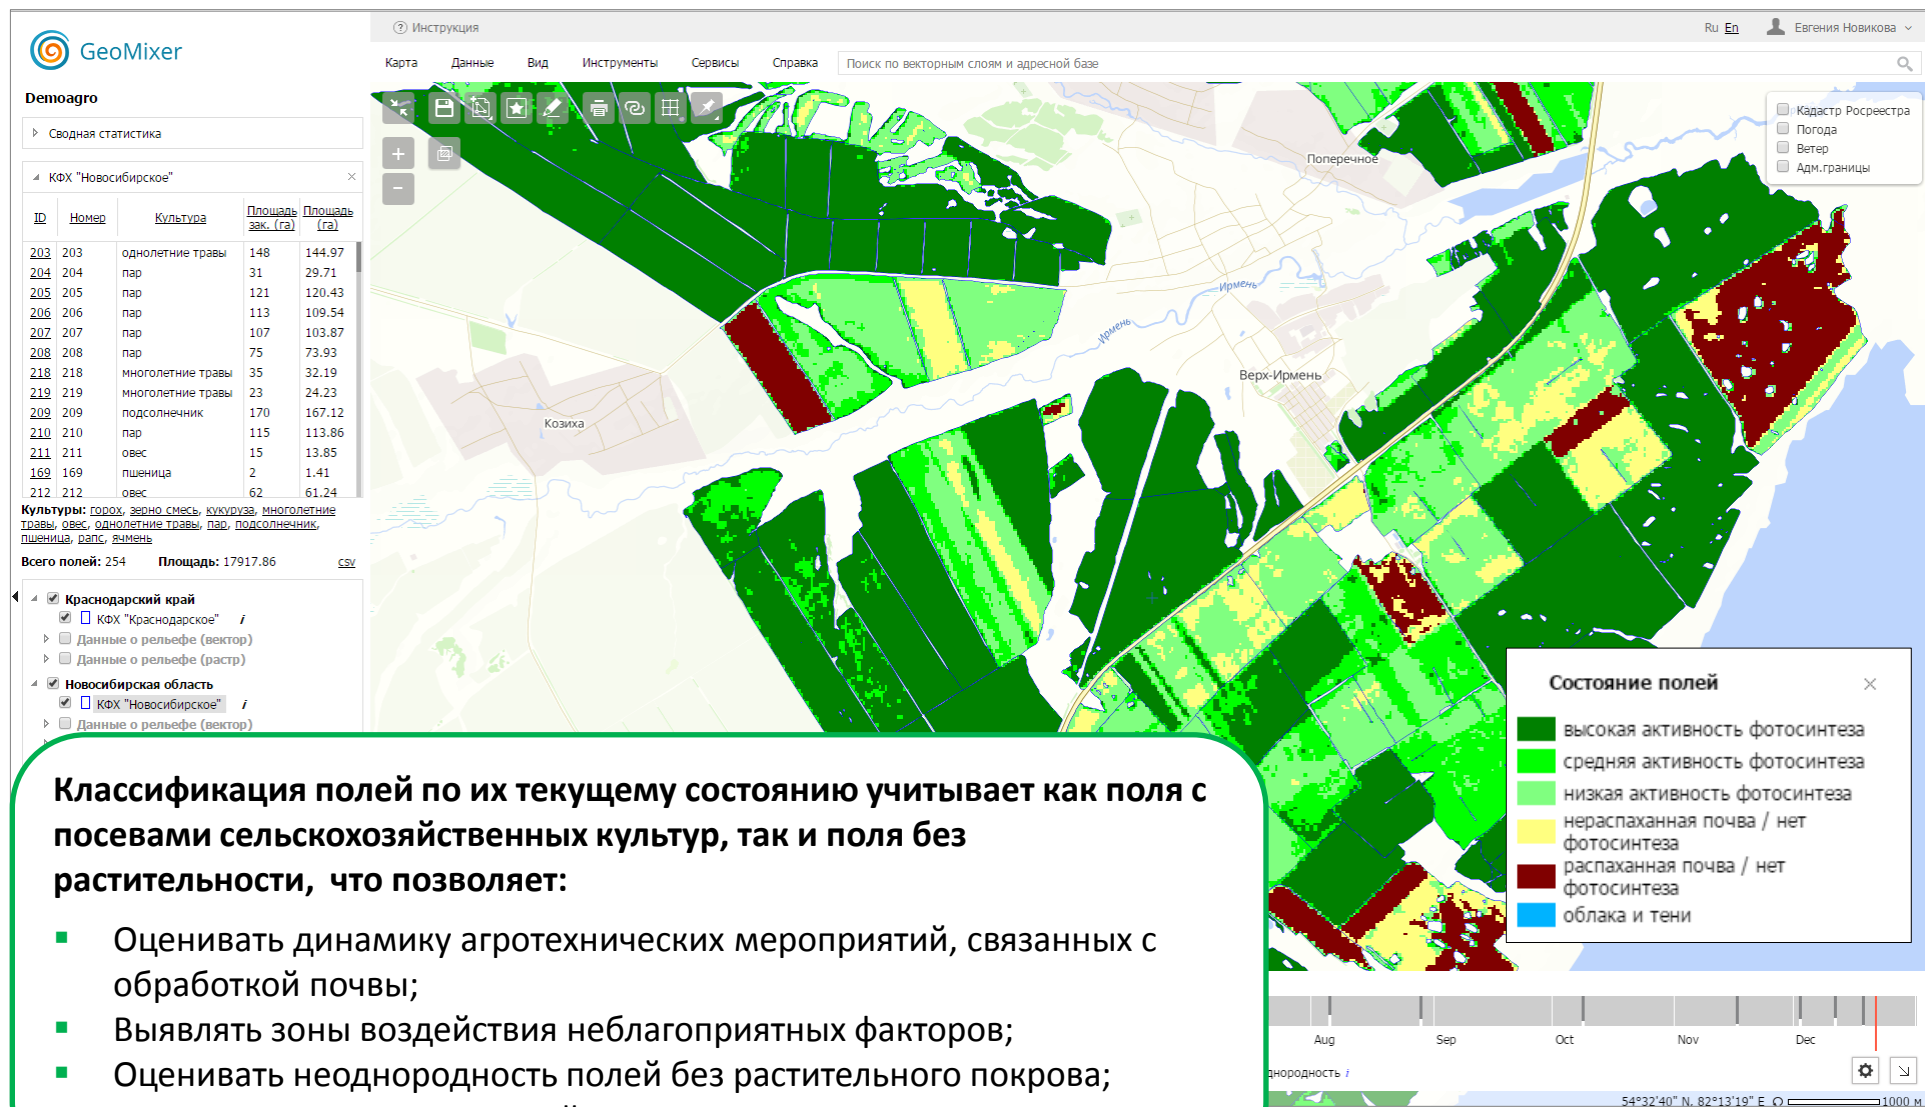 GeoMixer
Инструкция
Ru En
Евгения Новикова
Карта Данные Вид Инструменты Сервисы Справка
Поиск по векторным слоям и адресной базе
Demoagro
Сводная статистика
КФХ "Новосибирское"
ID Номер Культура Площадь зак. (га) Площадь (га)
203 203 однолетние травы 148 144.97
204 204 пар 31 29.71
205 205 пар 121 120.43
206 206 пар 113 109.54
207 207 пар 107 103.87
208 208 пар 75 73.93
218 218 многолетние травы 35 32.19
219 219 многолетние травы 23 24.23
209 209 подсолнечник 170 167.12
210 210 пар 115 113.86
211 211 овес 15 13.85
169 169 пшеница 2 1.41
212 212 овес 62 61.24
Культуры: горох, зерно смесь, кукуруза, многолетние
травы, овес, однолетние травы, пар, подсолнечник,
пшеница, рапс, ячмень
Всего полей: 254 Площадь: 17917.86 csv
Краснодарский край
КФХ "Краснодарское" i
Данные о рельефе (вектор)
Данные о рельефе (растр)
Новосибирская область
КФХ "Новосибирское" i
Данные о рельефе (вектор)
Кадастр Росреестра
Погода
Ветер
Адм.границы
Поперечное
Ирмень
Ирмень
Верх-Ирмень
Козиха
Состояние полей
высокая активность фотосинтеза
средняя активность фотосинтеза
низкая активность фотосинтеза
нераспаханная почва / нет
фотосинтеза
распаханная почва / нет
фотосинтеза
облака и тени
Классификация полей по их текущему состоянию учитывает как поля с
посевами сельскохозяйственных культур, так и поля без
растительности, что позволяет:
Оценивать динамику агротехнических мероприятий, связанных с
обработкой почвы;
Выявлять зоны воздействия неблагоприятных факторов;
Оценивать неоднородность полей без растительного покрова;
Aug Sep Oct Nov Dec
днородность i
54°32'40" N, 82°13'19" E 1000 м